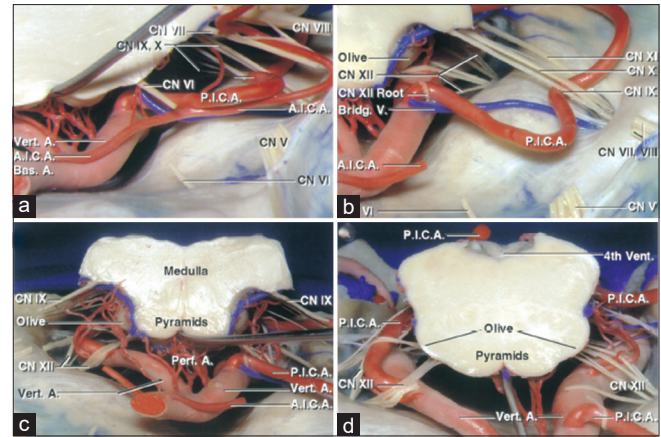 CN VII
CN VIII
CN IX, X
CN VI
P.I.C.A.
A.I.C.A.
Vert. A.
A.I.C.A.
Bas. A.
CN V
CN VI
a
Olive
CN XII
CN XII Root
Bridg. V.
CN XI
CN X
CN IX
P.I.C.A.
CN VII, VIII
A.I.C.A.
VI
CN V
b
Medulla
CN IX
CN IX
Olive
Pyramids
CN XII
Perf. A.
P.I.C.A.
Vert. A.
Vert. A.
A.I.C.A.
c
P.I.C.A.
4th Vent.
P.I.C.A.
P.I.C.A.
Olive
Pyramids
CN XII
CN XII
Vert. A.
P.I.C.A.
d